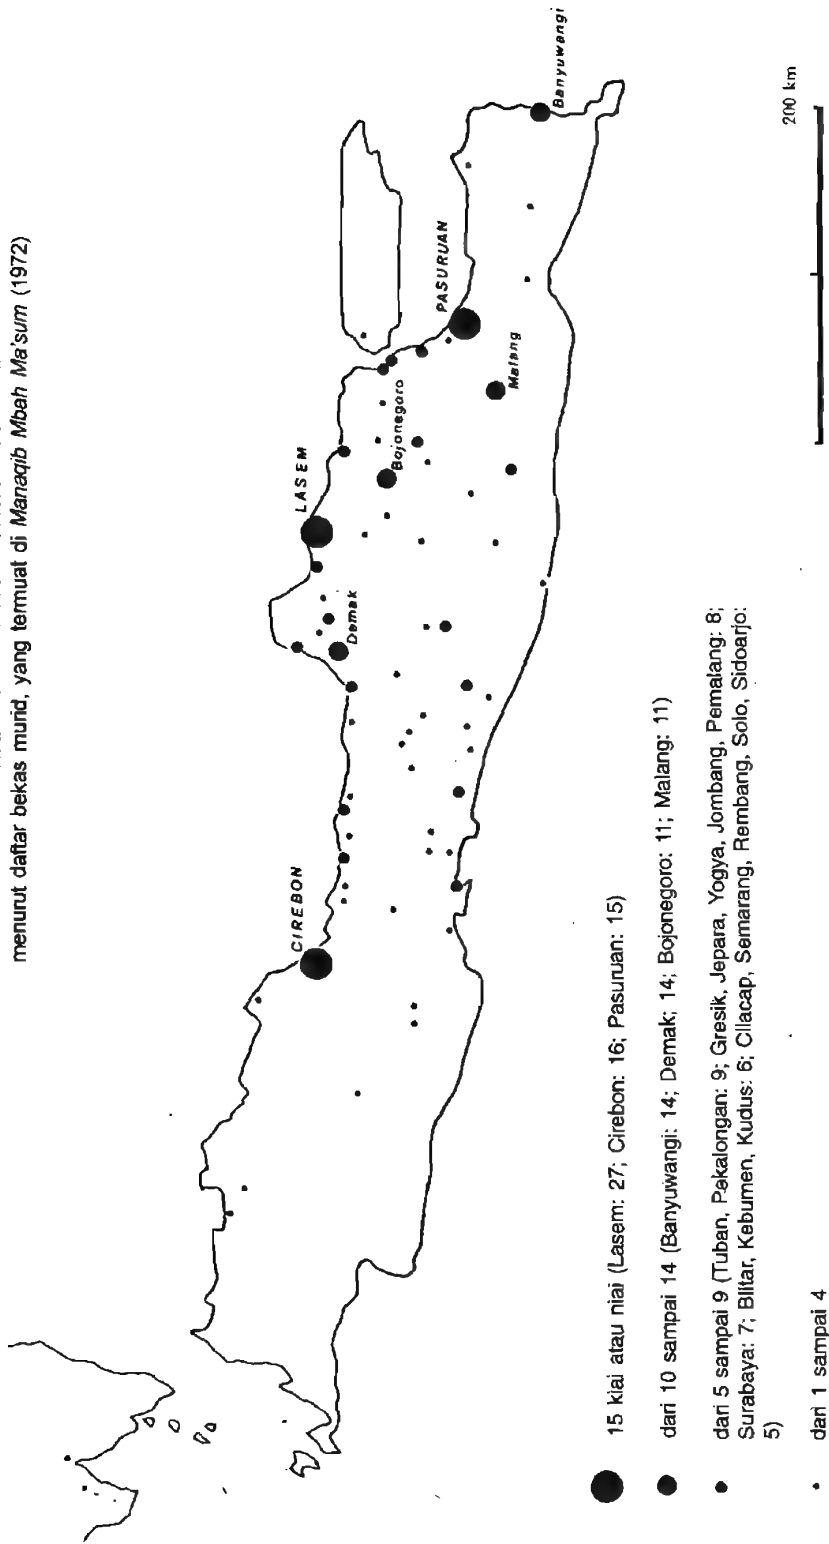 menurut daftar bekas murid, yang termuat di Manaqib Mbah Ma'sum (1972)
CIREBON
Demak
LASEM
Bojonegoro
PASURUAN
Malang
Banyuwangi
15 kiai atau niai (Lasem: 27; Cirebon: 16; Pasuruan: 15)
dari 10 sampai 14 (Banyuwangi: 14; Demak; 14; Bojonegoro: 11; Malang: 11)
dari 5 sampai 9 (Tuban, Pekalongan: 9; Gresik, Jepara, Yogya, Jombang, Pemalang: 8;
Surabaya: 7; Blitar, Kebumen, Kudus: 6; Cilacap, Semarang, Rembang, Solo, Sidoarjo:
5)
dari 1 sampai 4
200 km